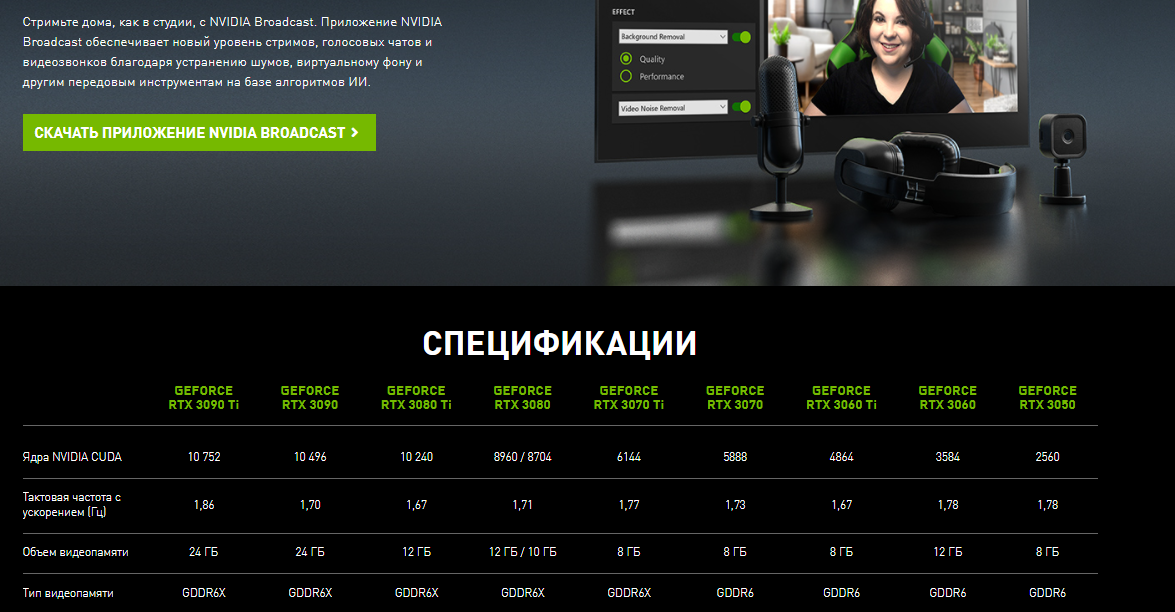 Стримьте дома, как в студии, с NVIDIA Broadcast. Приложение NVIDIA
Broadcast обеспечивает новый уровень стримов, голосовых чатов и
видеозвонков благодаря устранению шумов, виртуальному фону и
другим передовым инструментам на базе алгоритмов ИИ.
СКАЧАТЬ ПРИЛОЖЕНИЕ NVIDIA BROADCAST >
EFFECT
Background Removal
Quality
Performance
Video Noise Removal
СПЕЦИФИКАЦИИ
GEFORCE RTX 3090 Ti GEFORCE RTX 3090 GEFORCE RTX 3080 Ti GEFORCE RTX 3080 GEFORCE RTX 3070 Ti GEFORCE RTX 3070 GEFORCE RTX 3060 Ti GEFORCE RTX 3060 GEFORCE RTX 3050
Ядра NVIDIA CUDA 10 752 10 496 10 240 8960 / 8704 6144 5888 4864 3584 2560
Тактовая частота с ускорением (Гц) 1,86 1,70 1,67 1,71 1,77 1,73 1,67 1,78 1,78
Объем видеопамяти 24 ГБ 24 ГБ 12 ГБ 12 ГБ / 10 ГБ 8 ГБ 8 ГБ 8 ГБ 12 ГБ 8 ГБ
Тип видеопамяти GDDR6X GDDR6X GDDR6X GDDR6X GDDR6X GDDR6 GDDR6 GDDR6 GDDR6